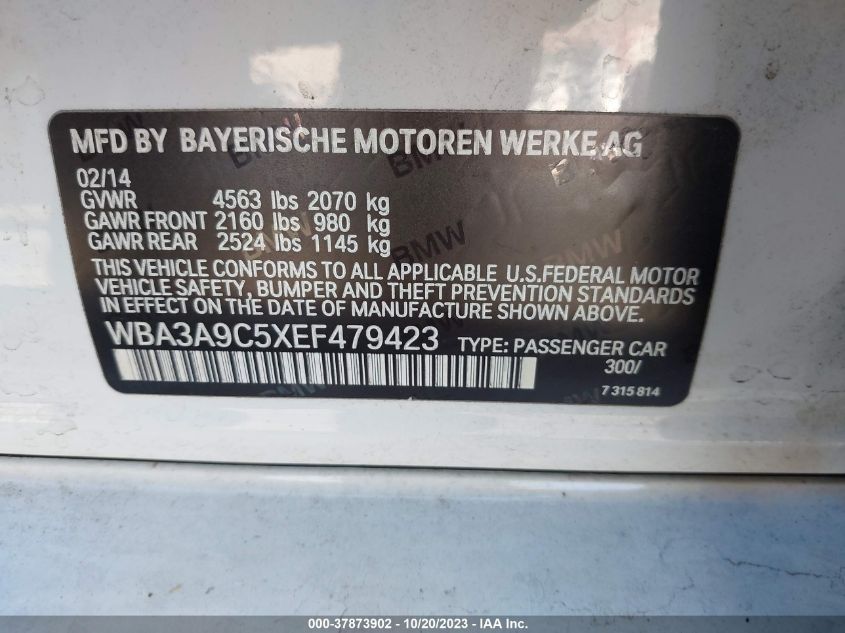 MFD BY BAYERISCHE MOTOREN WERKE AG
02/14
GVWR 4563 lbs 2070 kg
GAWR FRONT 2160 lbs 980 kg
GAWR REAR 2524 lbs 1145 kg
THIS VEHICLE CONFORMS TO ALL APPLICABLE U.S.FEDERAL MOTOR
VEHICLE SAFETY, BUMPER AND THEFT PREVENTION STANDARDS
IN EFFECT ON THE DATE OF MANUFACTURE SHOWN ABOVE.
WBA3A9C5XEF479423 TYPE: PASSENGER CAR
300/
7 315 814
000-37873902 - 10/20/2023 - IAA Inc.